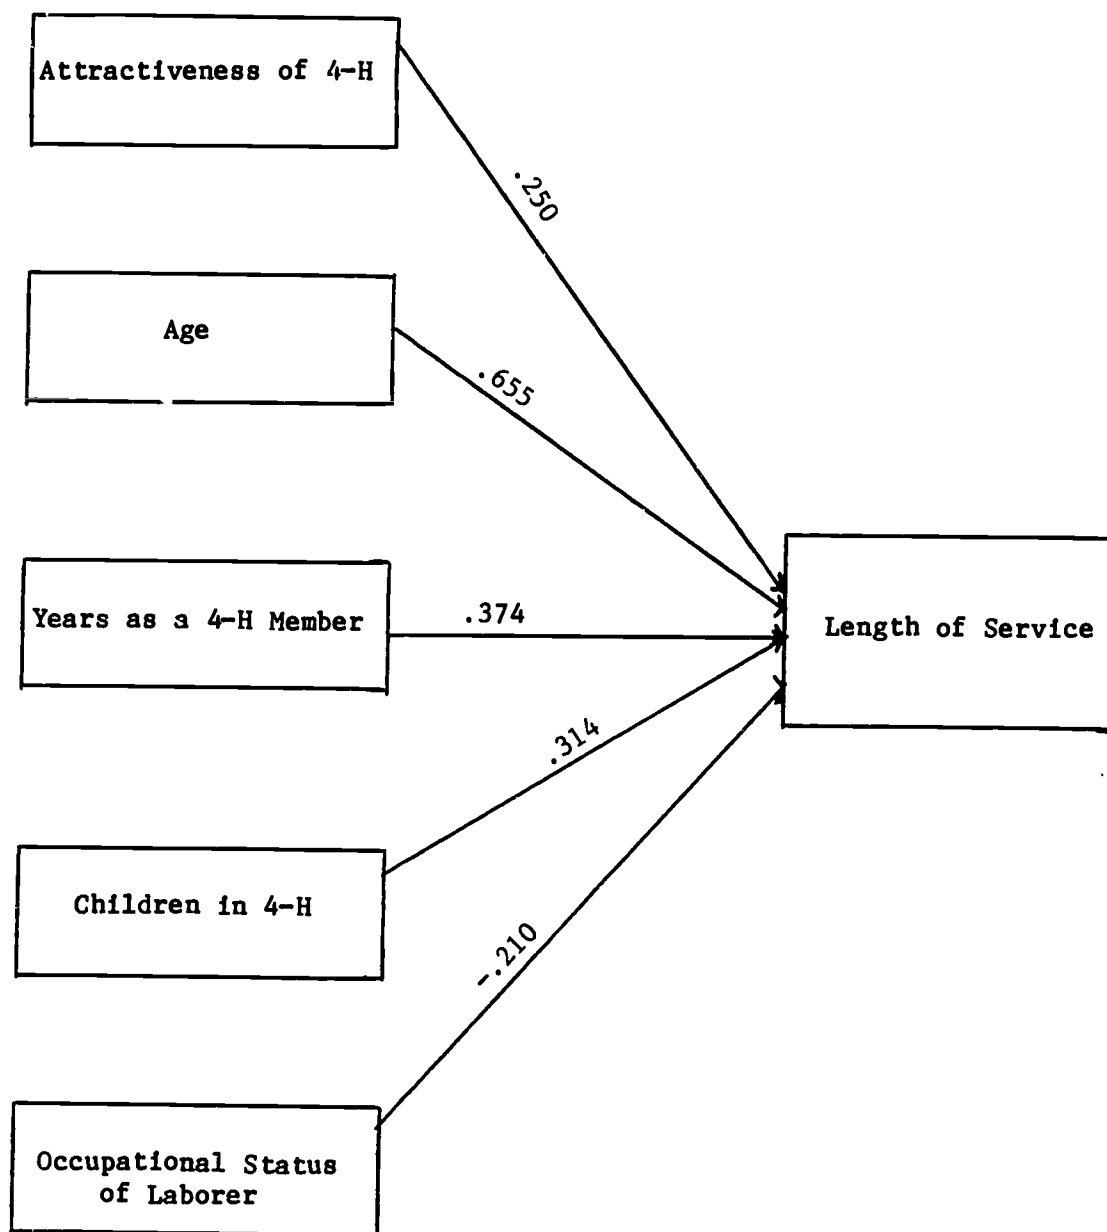 Attractiveness of 4-H
.250
Age
.655
Years as a 4-H Member
.374
Length of Service
.314
Children in 4-H
-.210
Occupational Status
of Laborer